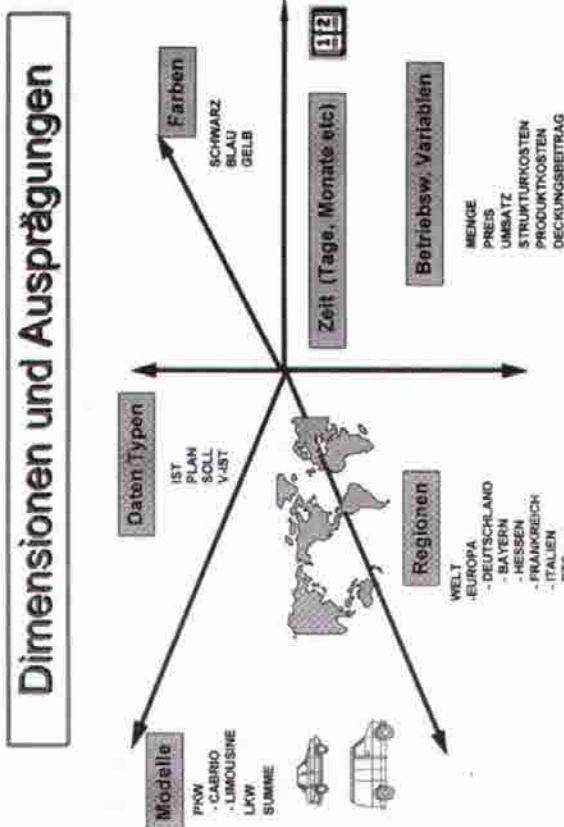 Dimensionen und Ausprägungen
Modelle
PKW
- CABRIO
- LIMOUSINE
LKW
SUMME
Daten Typen
IST
PLAN
SOLL
V-IST
Farben
SCHWARZ
BLAU
GELB
Zeit (Tage, Monate etc)
1 2
Regionen
WELT
-EUROPA
- DEUTSCHLAND
- BAYERN
- HESSEN
- FRANKREICH
- ITALIEN
Betriebsw. Variablen
MENGE
PREIS
UMSATZ
STRUKTURKOSTEN
PRODUKTKOSTEN
DECKUNGSBEITRAG